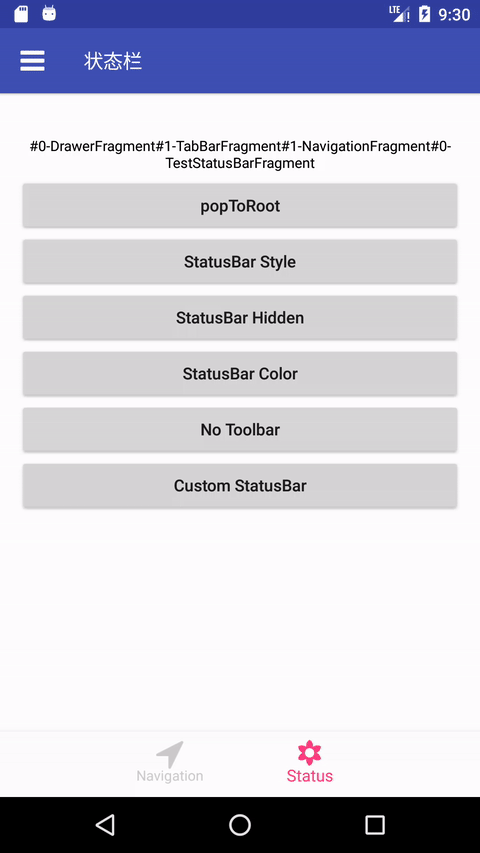 LTE 9:30
状态栏
#0-DrawerFragment#1-TabBarFragment#1-NavigationFragment#0-
TestStatusBarFragment
popToRoot
StatusBar Style
StatusBar Hidden
StatusBar Color
No Toolbar
Custom StatusBar
Navigation
Status